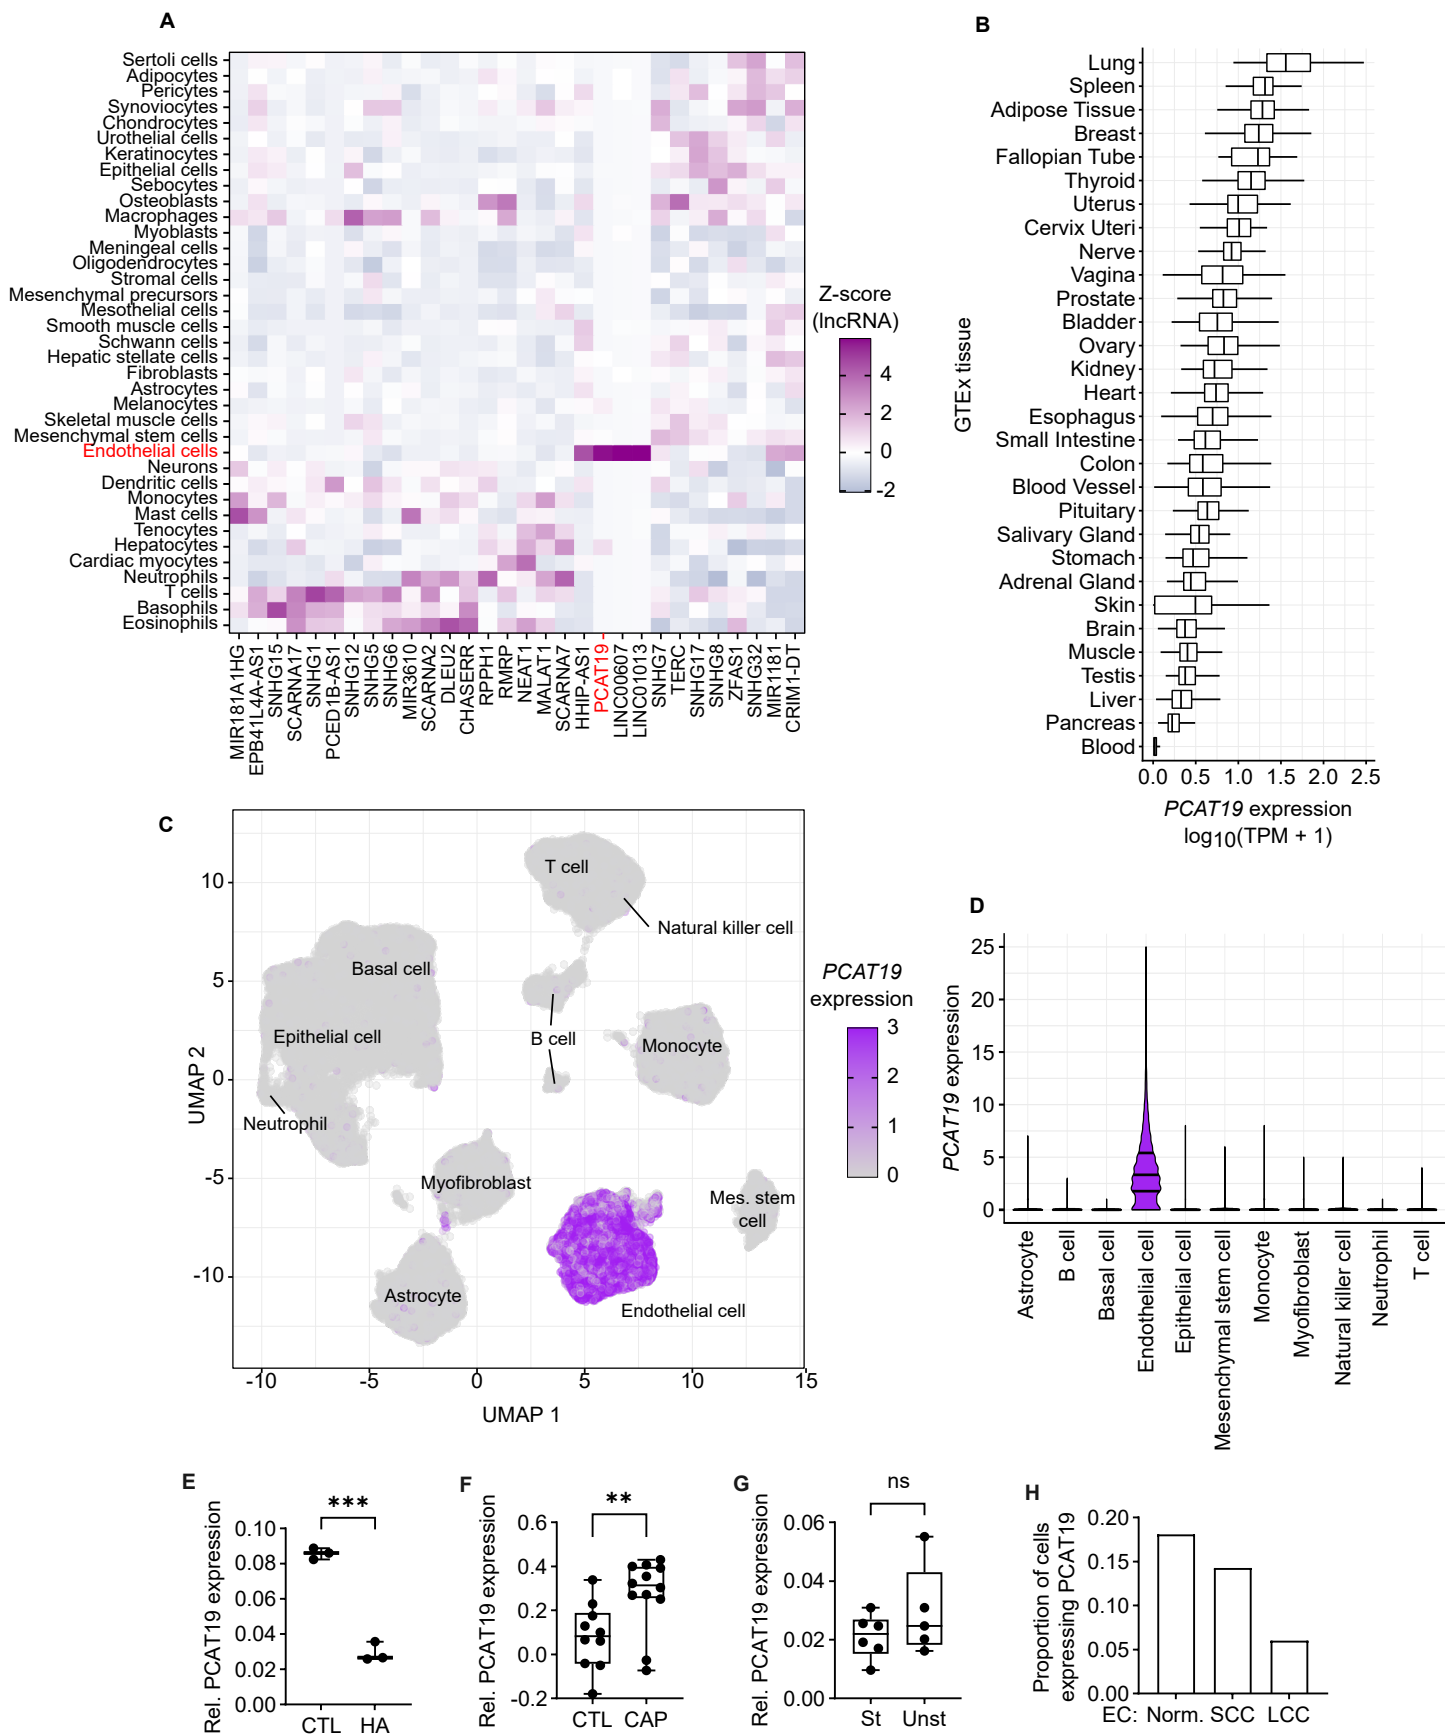 A
Sertoli cells
Adipocytes
Pericytes
Synoviocytes
Chondrocytes
Urothelial cells
Keratinocytes
Epithelial cells
Sebocytes
Osteoblasts
Macrophages
Myoblasts
Meningeal cells
Oligodendrocytes
Stromal cells
Mesenchymal precursors
Mesothelial cells
Smooth muscle cells
Schwann cells
Hepatic stellate cells
Fibroblasts
Astrocytes
Melanocytes
Skeletal muscle cells
Mesenchymal stem cells
Endothelial cells
Neurons
Dendritic cells
Monocytes
Mast cells
Tenocytes
Hepatocytes
Cardiac myocytes
Neutrophils
T cells
Basophils
Eosinophils
MIR181A1HG
EPB41L4A-AS1
SNHG15
SCARNA17
SNHG1
PCED1B-AS1
SNHG12
SNHG5
SNHG6
MIR3610
SCARNA2
DLEU2
CHASERR
RPPH1
RMRP
NEAT1
MALAT1
SCARNA7
HHIP-AS1
PCAT19
LINC00607
LINC01013
SNHG7
TERC
SNHG17
SNHG8
ZFAS1
SNHG32
MIR1181
CRIM1-DT
Z-score
(lncRNA)
4
2
0
-2
B
GTEx tissue
Lung
Spleen
Adipose Tissue
Breast
Fallopian Tube
Thyroid
Uterus
Cervix Uteri
Nerve
Vagina
Prostate
Bladder
Ovary
Kidney
Heart
Esophagus
Small Intestine
Colon
Blood Vessel
Pituitary
Salivary Gland
Stomach
Adrenal Gland
Skin
Brain
Muscle
Testis
Liver
Pancreas
Blood
0.0 0.5 1.0 1.5 2.0 2.5
PCAT19 expression
log10(TPM + 1)
C
UMAP 2
10
5
0
-5
-10
T cell
Natural killer cell
Basal cell
Epithelial cell
B cell
Monocyte
Neutrophil
Myofibroblast
Mes. stem
cell
Astrocyte
Endothelial cell
-10 -5 0 5 10 15
UMAP 1
PCAT19
expression
3
2
1
0
D
PCAT19 expression
25
20
15
10
5
0
Astrocyte
B cell
Basal cell
Endothelial cell
Epithelial cell
Mesenchymal stem cell
Monocyte
Myofibroblast
Natural killer cell
Neutrophil
T cell
E
Rel. PCAT19 expression
***
0.10
0.08
0.06
0.04
0.02
0.00
CTL HA
F
Rel. PCAT19 expression
**
0.6
0.4
0.2
0.0
-0.2
CTL CAP
G
Rel. PCAT19 expression
ns
0.06
0.04
0.02
0.00
St Unst
H
Proportion of cells
expressing PCAT19
0.20
0.15
0.10
0.05
0.00
EC: Norm. SCC LCC